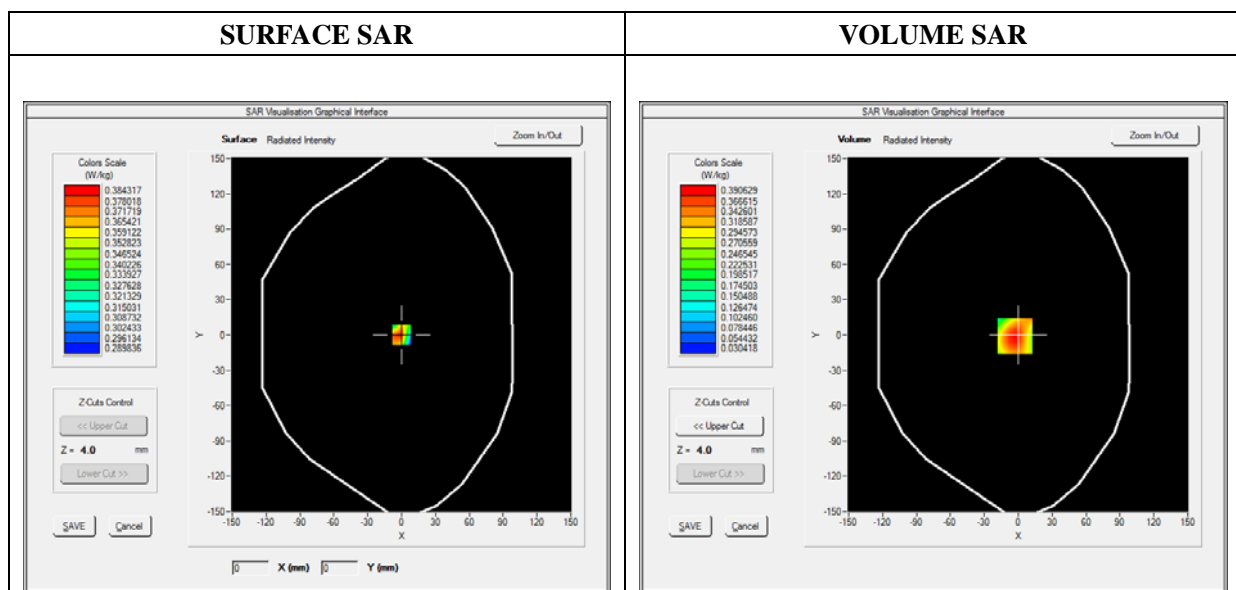 SURFACE SAR
VOLUME SAR
SAR Visualisation Graphical Interface
Surface Radiated Intensity
Zoom In/Out
Colors Scale
(W/kg)
0.384317
0.378018
0.371719
0.365421
0.359122
0.352823
0.346524
0.340226
0.333927
0.327628
0.321329
0.315031
0.308732
0.302433
0.296134
0.289836
Z-Cuts Control
<< Upper Cut
Z = 4.0 mm
Lower Cut >>
SAVE Cancel
150
120
90
60
30
0
-30
-60
-90
-120
-150
Y
-150 -120 -90 -60 -30 0 30 60 90 120 150
X
0 X (mm) 0 Y (mm)
SAR Visualisation Graphical Interface
Volume Radiated Intensity
Zoom In/Out
Colors Scale
(W/kg)
0.390629
0.366615
0.342601
0.318587
0.294573
0.270559
0.246545
0.222531
0.198517
0.174503
0.150488
0.126474
0.102460
0.078446
0.054432
0.030418
Z-Cuts Control
<< Upper Cut
Z = 4.0 mm
Lower Cut >>
SAVE Cancel
150
120
90
60
30
0
-30
-60
-90
-120
-150
Y
-150 -120 -90 -60 -30 0 30 60 90 120 150
X